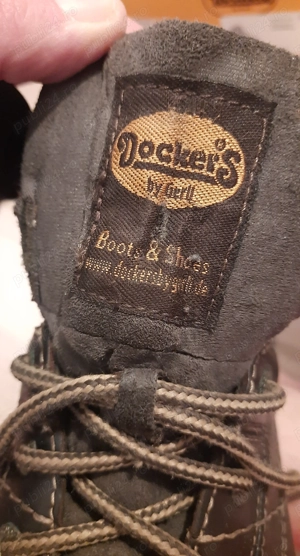 Docker's
by Gerli
Boots & Shoes
www.dockersbygerli.de